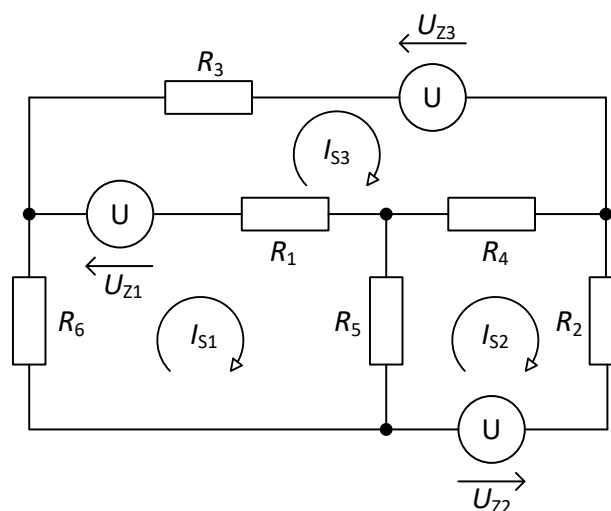 U_Z3
R_3
U
I_S3
U
R_1
R_4
U_Z1
R_6
I_S1
R_5
I_S2
R_2
U
U_Z2